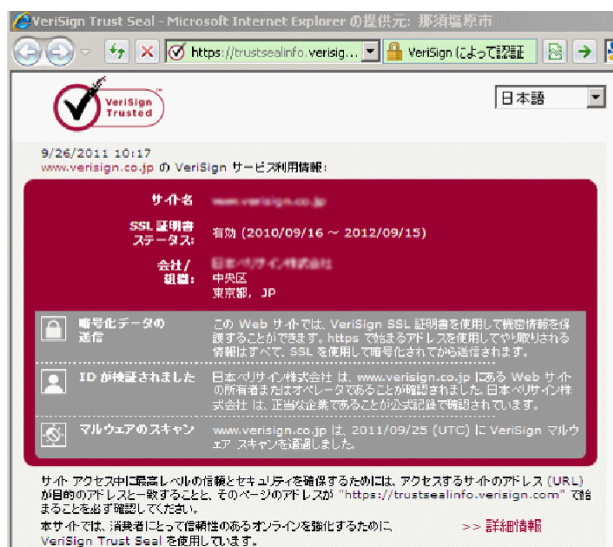 VeriSign Trust Seal - Microsoft Internet Explorer の提供元: 那須塩原市
https://trustsealinfo.verisig... VeriSign によって認証
VeriSign
Trusted
日本語
9/26/2011 10:17
www.verisign.co.jp の VeriSign サービス利用情報:
サイト名 www.verisign.co.jp
SSL 証明書
ステータス: 有効 (2010/09/16 ~ 2012/09/15)
会社/
組織: 日本ベリサイン株式会社
中央区
東京都, JP
暗号化データの
送信
この Web サイトでは、VeriSign SSL 証明書を使用して機密情報を保
護することができます。https で始まるアドレスを使用してやり取りされる
情報はすべて、SSL を使用して暗号化されてから送信されます。
ID が検証されました
日本ベリサイン株式会社 は、www.verisign.co.jp にある Web サイト
の所有者またはオペレータであることが確認されました。日本ベリサイン株
式会社 は、正当な企業であることが公式記録で確認されています。
マルウェアのスキャン
www.verisign.co.jp は、2011/09/25 (UTC) に VeriSign マルウ
ェア スキャンを通過しました。
サイト アクセス中に最高レベルの信頼とセキュリティを確保するためには、アクセスするサイトのアドレス (URL)
が目的のアドレスと一致することと、そのページのアドレスが "https://trustsealinfo.verisign.com" で始
まることを必ず確認してください。
本サイトでは、消費者にとって信頼性のあるオンラインを強化するために、
VeriSign Trust Seal を使用しています。
>> 詳細情報